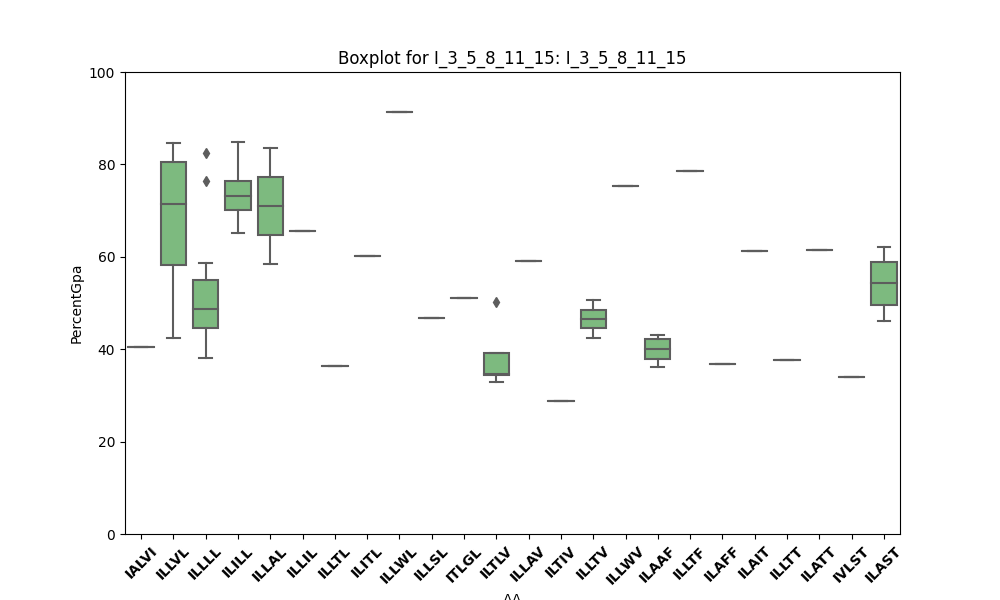 Boxplot for I_3_5_8_11_15: I_3_5_8_11_15
100
80
60
40
20
0
PercentGpa
IALVI
ILLVL
ILLLL
ILILL
ILLAL
ILLIL
ILLTL
ILITL
ILLWL
ILLSL
ITLGL
ILTLV
ILLAV
ILTIV
ILLTV
ILLWV
ILAAF
ILLTF
ILAFF
ILAIT
ILLTT
ILATT
IVLST
ILAST
AA